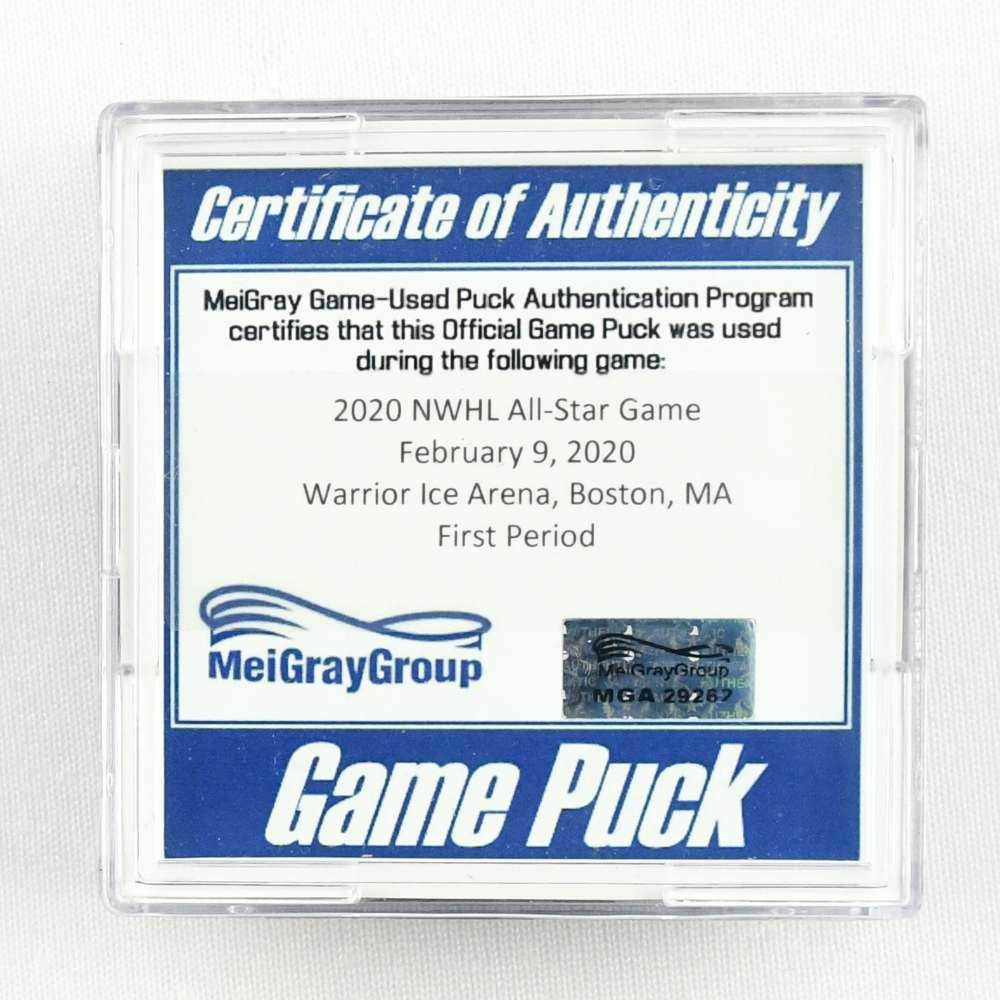 Certificate of Authenticity
MeiGray Game-Used Puck Authentication Program
certifies that this Official Game Puck was used
during the following game:
2020 NWHL All-Star Game
February 9, 2020
Warrior Ice Arena, Boston, MA
First Period
MeiGrayGroup
MeiGrayGroup
MGA 29267
Game Puck